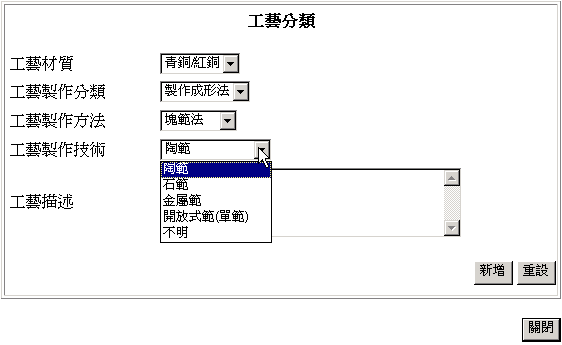 工藝分類
工藝材質 青銅/紅銅
工藝製作分類 製作成形法
工藝製作方法 塊範法
工藝製作技術 陶範
陶範
石範
金屬範
開放式範(單範)
不明
工藝描述
新增 重設
關閉